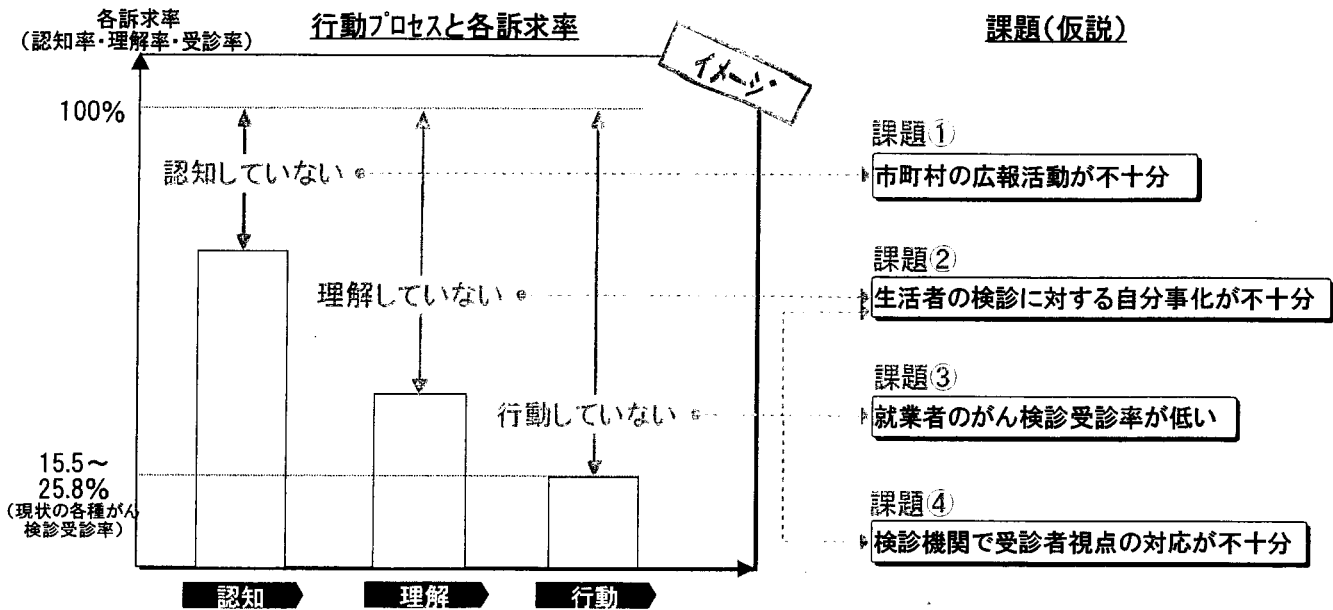 各訴求率
(認知率・理解率・受診率)
行動プロセスと各訴求率
課題(仮説)
イメージ
100%
認知していない
理解していない
行動していない
15.5~
25.8%
(現状の各種がん
検診受診率)
認知
理解
行動
課題①
市町村の広報活動が不十分
課題②
生活者の検診に対する自分事化が不十分
課題③
就業者のがん検診受診率が低い
課題④
検診機関で受診者視点の対応が不十分